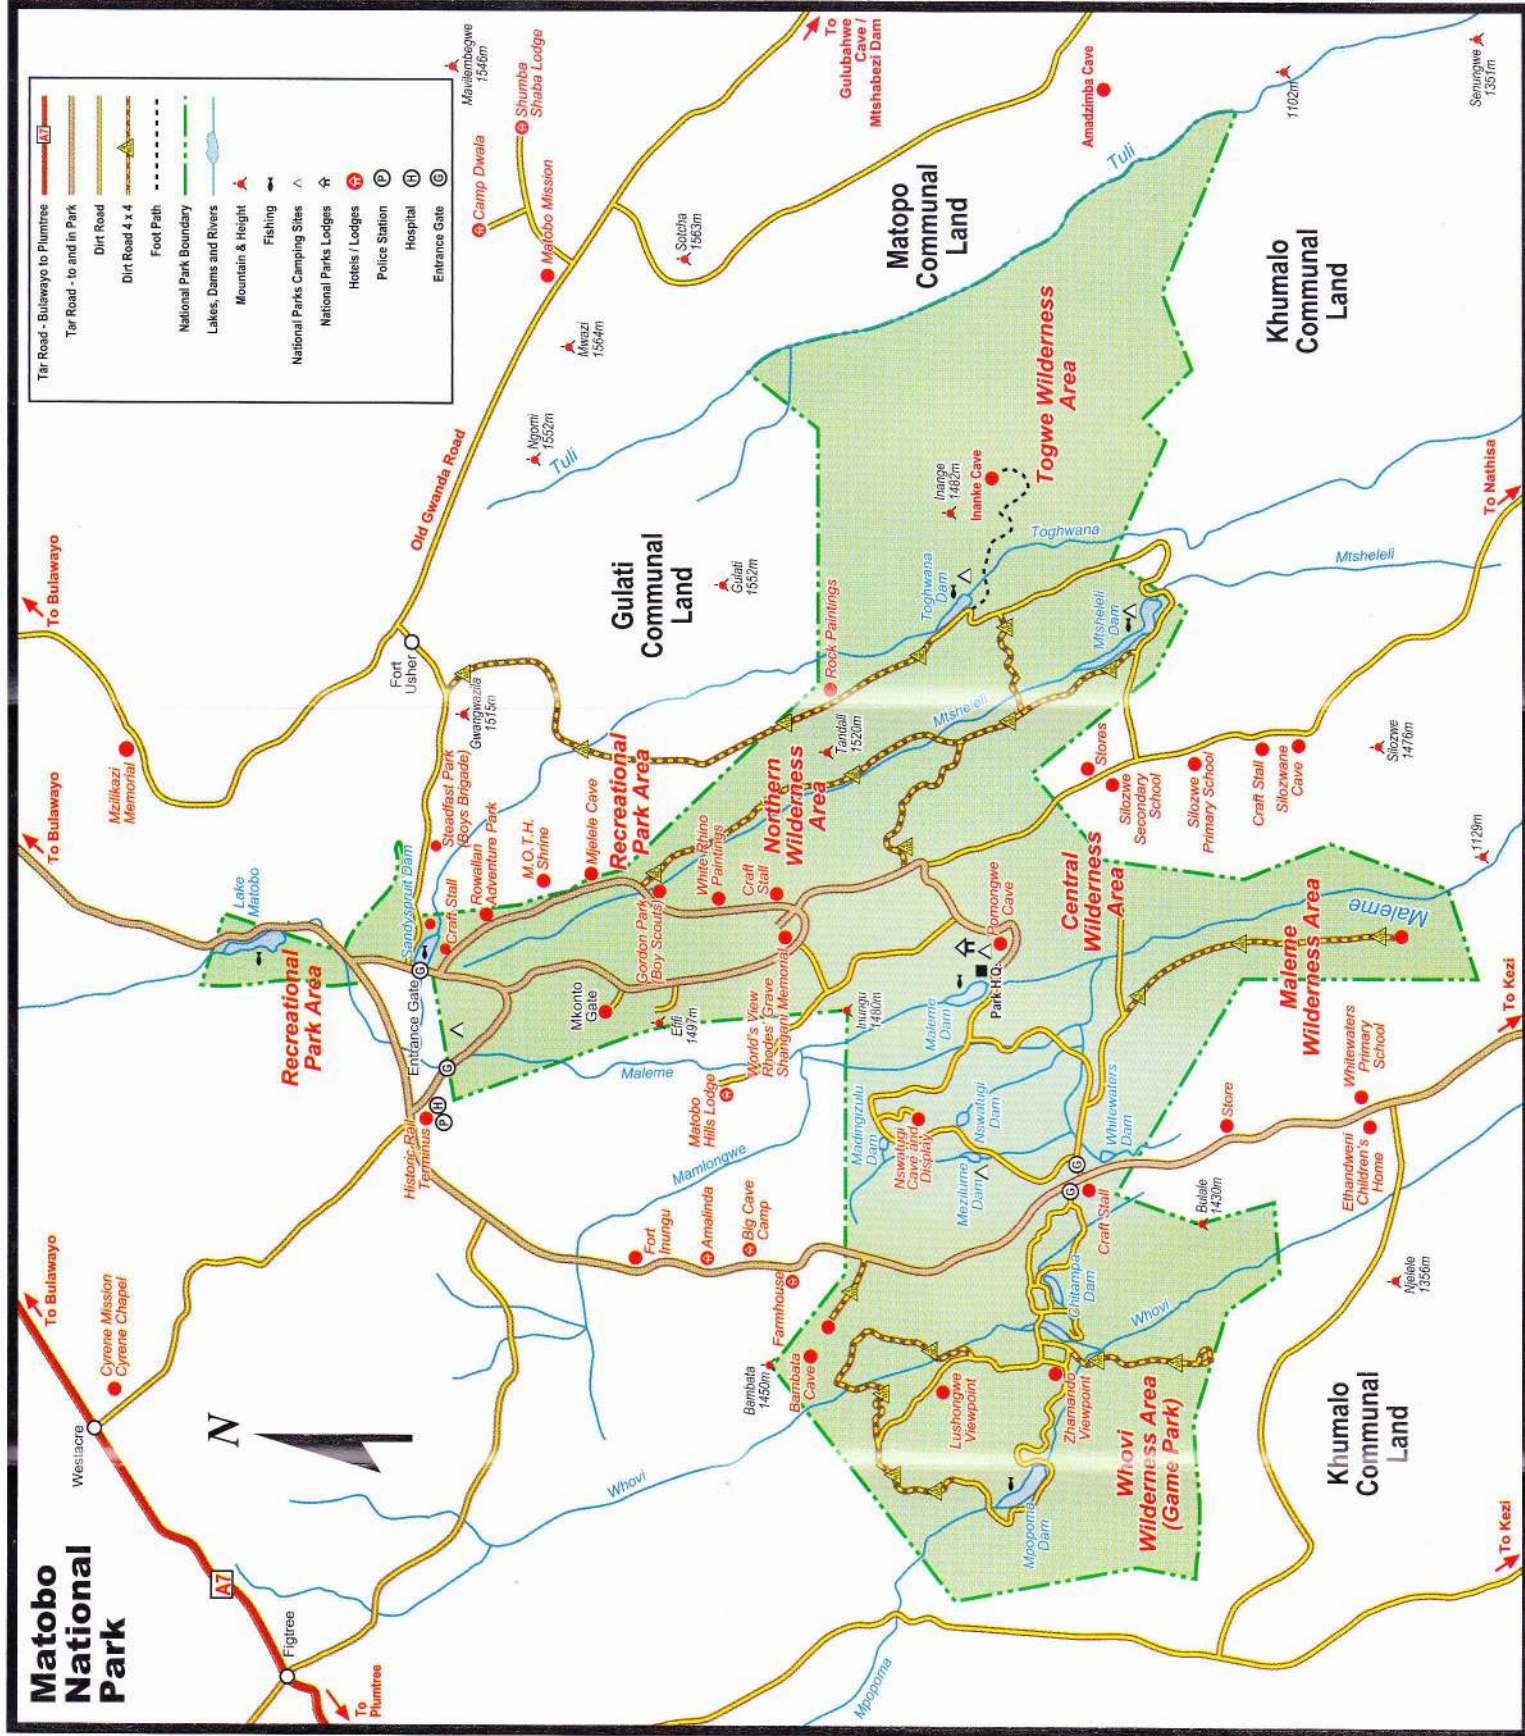 Matobo
National
Park
Tar Road - Bulawayo to Plumtree
A7
Tar Road - to and in Park
Dirt Road
Dirt Road 4 x 4
Foot Path
National Park Boundary
Lakes, Dams and Rivers
Mountain & Height
Fishing
National Parks Camping Sites
National Parks Lodges
Hotels / Lodges
Police Station
P
Hospital
H
Entrance Gate
G
To Bulawayo
Westacre
Cyrene Mission
Cyrene Chapel
A7
Figtree
To
Plumtree
N
To Bulawayo
To Bulawayo
Mzilikazi
Memorial
Lake
Matobo
Recreational
Park Area
Fort
Usher
Old Gwanda Road
Gwangwazila
1515m
Steadfast Park
(Boys Brigade)
Sandyspruit Dam
Craft Stall
Rowallan
Adventure Park
M.O.T.H.
Shrine
Mjelele Cave
Recreational
Park Area
Entrance Gate
G
G
H
P
Historic Rail
Terminus
Mkonto
Gate
Gordon Park
(Boy Scouts)
Efifi
1497m
White Rhino
Paintings
Craft
Stall
Northern
Wilderness
Area
World's View
Rhodes' Grave
Shangani Memorial
Maleme
Matobo
Hills Lodge
Mamlongwe
Fort
Inungu
Amalinda
Big Cave
Camp
Farmhouse
Bambata
1450m
Bambata
Cave
Whovi
Mavilembegwe
1546m
Camp Dwala
Shumba
Shaba Lodge
Matobo Mission
Mwazi
1564m
Ngomi
1552m
Tuli
Sotcha
1563m
Gulati
Communal
Land
Gulati
1552m
Rock Paintings
Tandall
1520m
To
Gulubahwe
Cave /
Mtshabezi Dam
Matopo
Communal
Land
Amadzimba Cave
Tuli
1102m
Senungwe
1351m
Togwe Wilderness
Area
Khumalo
Communal
Land
Inange
1482m
Inanke Cave
Toghwana
Dam
Toghwana
Mtsheleli
Mtsheleli
Dam
Mtsheleli
To Nathisa
Inungu
1480m
Pomongwe
Cave
Park H.Q.
Maleme
Dam
Central
Wilderness
Area
Stores
Silozwe
Secondary
School
Silozwe
Primary School
Craft Stall
Silozwane
Cave
Silozwe
1476m
1129m
Maleme
Maleme
Wilderness Area
Madingizulu
Dam
Nswatugi
Cave and
Display
Nswatugi
Dam
Mezilume
Dam
Whitewaters
Dam
G
G
Craft Stall
Store
Whitewaters
Primary
School
Ethandweni
Children's
Home
To Kezi
Bulale
1430m
Njelele
1356m
Chitampa
Dam
Whovi
Lushongwe
Viewpoint
Zhamando
Viewpoint
Mpopoma
Dam
Whovi
Wilderness Area
(Game Park)
Khumalo
Communal
Land
Mpopoma
To Kezi